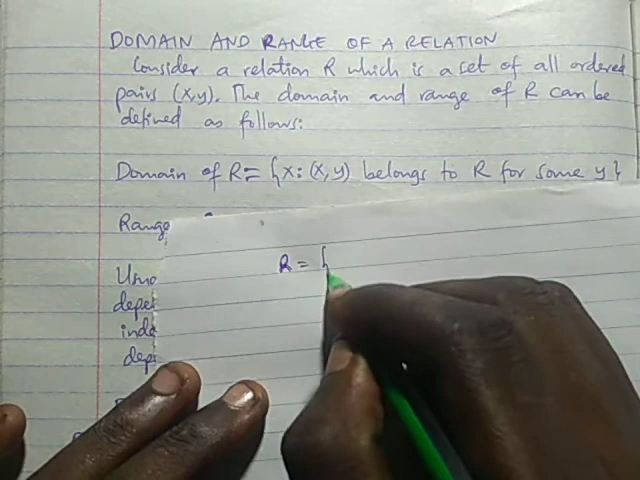 DOMAIN AND RANGE OF A RELATION
Consider a relation R which is a set of all ordered
pairs (x,y). The domain and range of R can be
defined as follows:
Domain of R = {x: (x, y) belongs to R for some y}
Range
R = {